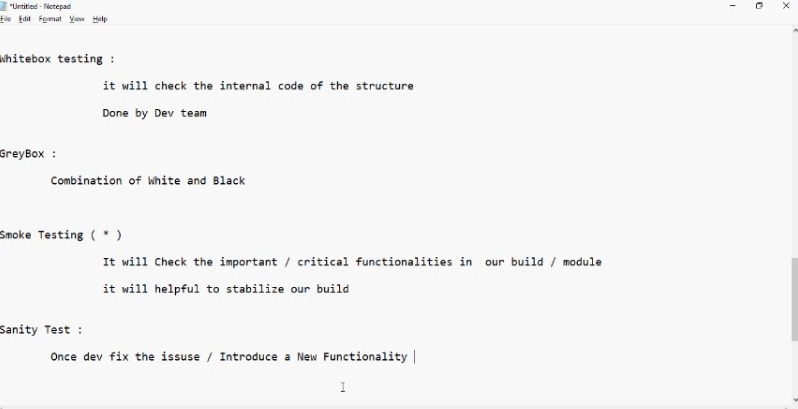 *Untitled - Notepad
File Edit Format View Help
Whitebox testing :
it will check the internal code of the structure
Done by Dev team
GreyBox :
Combination of White and Black
Smoke Testing ( * )
It will Check the important / critical functionalities in our build / module
it will helpful to stabilize our build
Sanity Test :
Once dev fix the issuse / Introduce a New Functionality